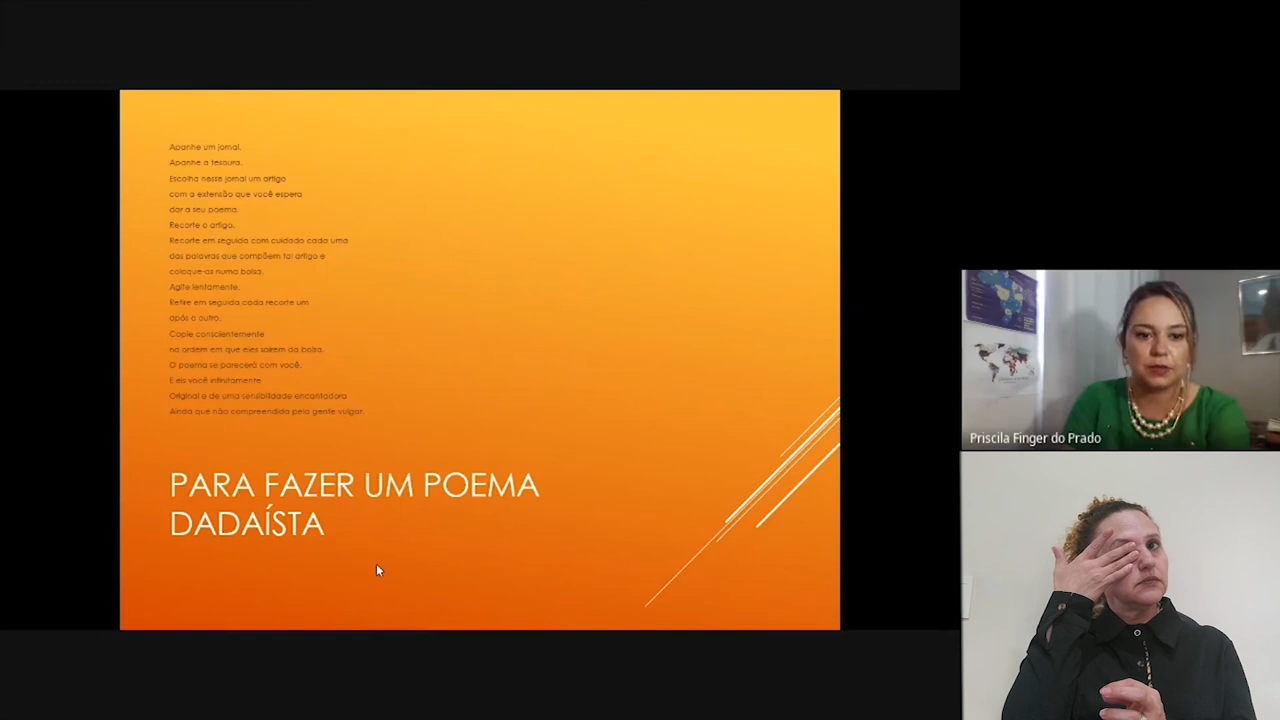 Apanhe um jornal.
Apanhe a tesoura.
Escolha nesse jornal um artigo
com a extensão que você espera
dar a seu poema.
Recorte o artigo.
Recorte em seguida com cuidado cada uma
das palavras que compõem tal artigo e
coloque-as numa bolsa.
Agite lentamente.
Retire em seguida cada recorte um
após o outro.
Copie conscientemente
na ordem em que eles saírem da bolsa.
O poema se parecerá com você.
E eis você infinitamente
Original e de uma sensibilidade encantadora
Ainda que não compreendida pela gente vulgar.
PARA FAZER UM POEMA
DADAÍSTA
Priscila Finger do Prado